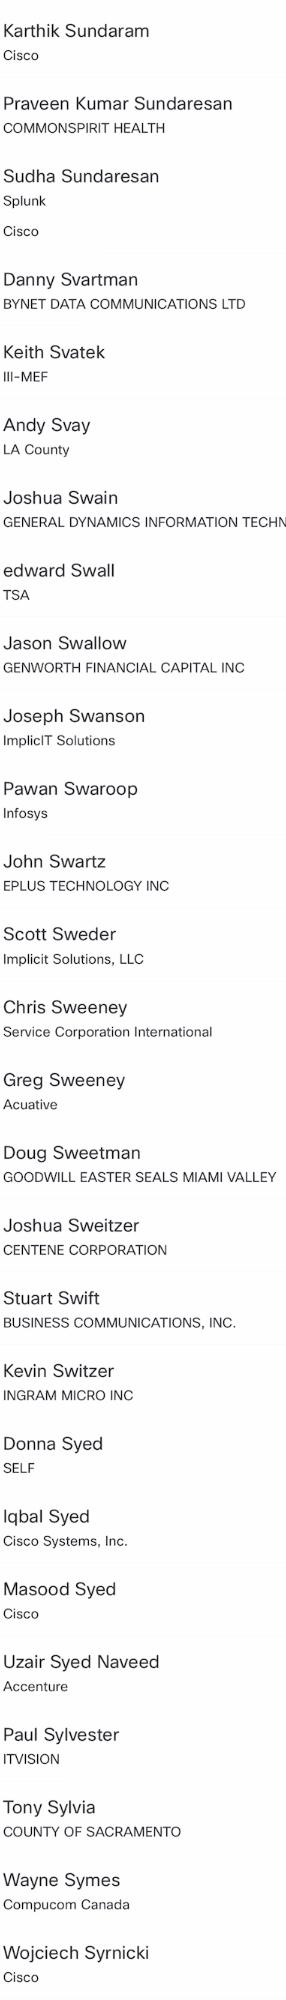 Karthik Sundaram
Cisco
Praveen Kumar Sundaresan
COMMONSPIRIT HEALTH
Sudha Sundaresan
Splunk
Cisco
Danny Svartman
BYNET DATA COMMUNICATIONS LTD
Keith Svatek
III-MEF
Andy Svay
LA County
Joshua Swain
GENERAL DYNAMICS INFORMATION TECHN
edward Swall
TSA
Jason Swallow
GENWORTH FINANCIAL CAPITAL INC
Joseph Swanson
ImplicIT Solutions
Pawan Swaroop
Infosys
John Swartz
EPLUS TECHNOLOGY INC
Scott Sweder
Implicit Solutions, LLC
Chris Sweeney
Service Corporation International
Greg Sweeney
Acuative
Doug Sweetman
GOODWILL EASTER SEALS MIAMI VALLEY
Joshua Sweitzer
CENTENE CORPORATION
Stuart Swift
BUSINESS COMMUNICATIONS, INC.
Kevin Switzer
INGRAM MICRO INC
Donna Syed
SELF
Iqbal Syed
Cisco Systems, Inc.
Masood Syed
Cisco
Uzair Syed Naveed
Accenture
Paul Sylvester
ITVISION
Tony Sylvia
COUNTY OF SACRAMENTO
Wayne Symes
Compucom Canada
Wojciech Syrnicki
Cisco